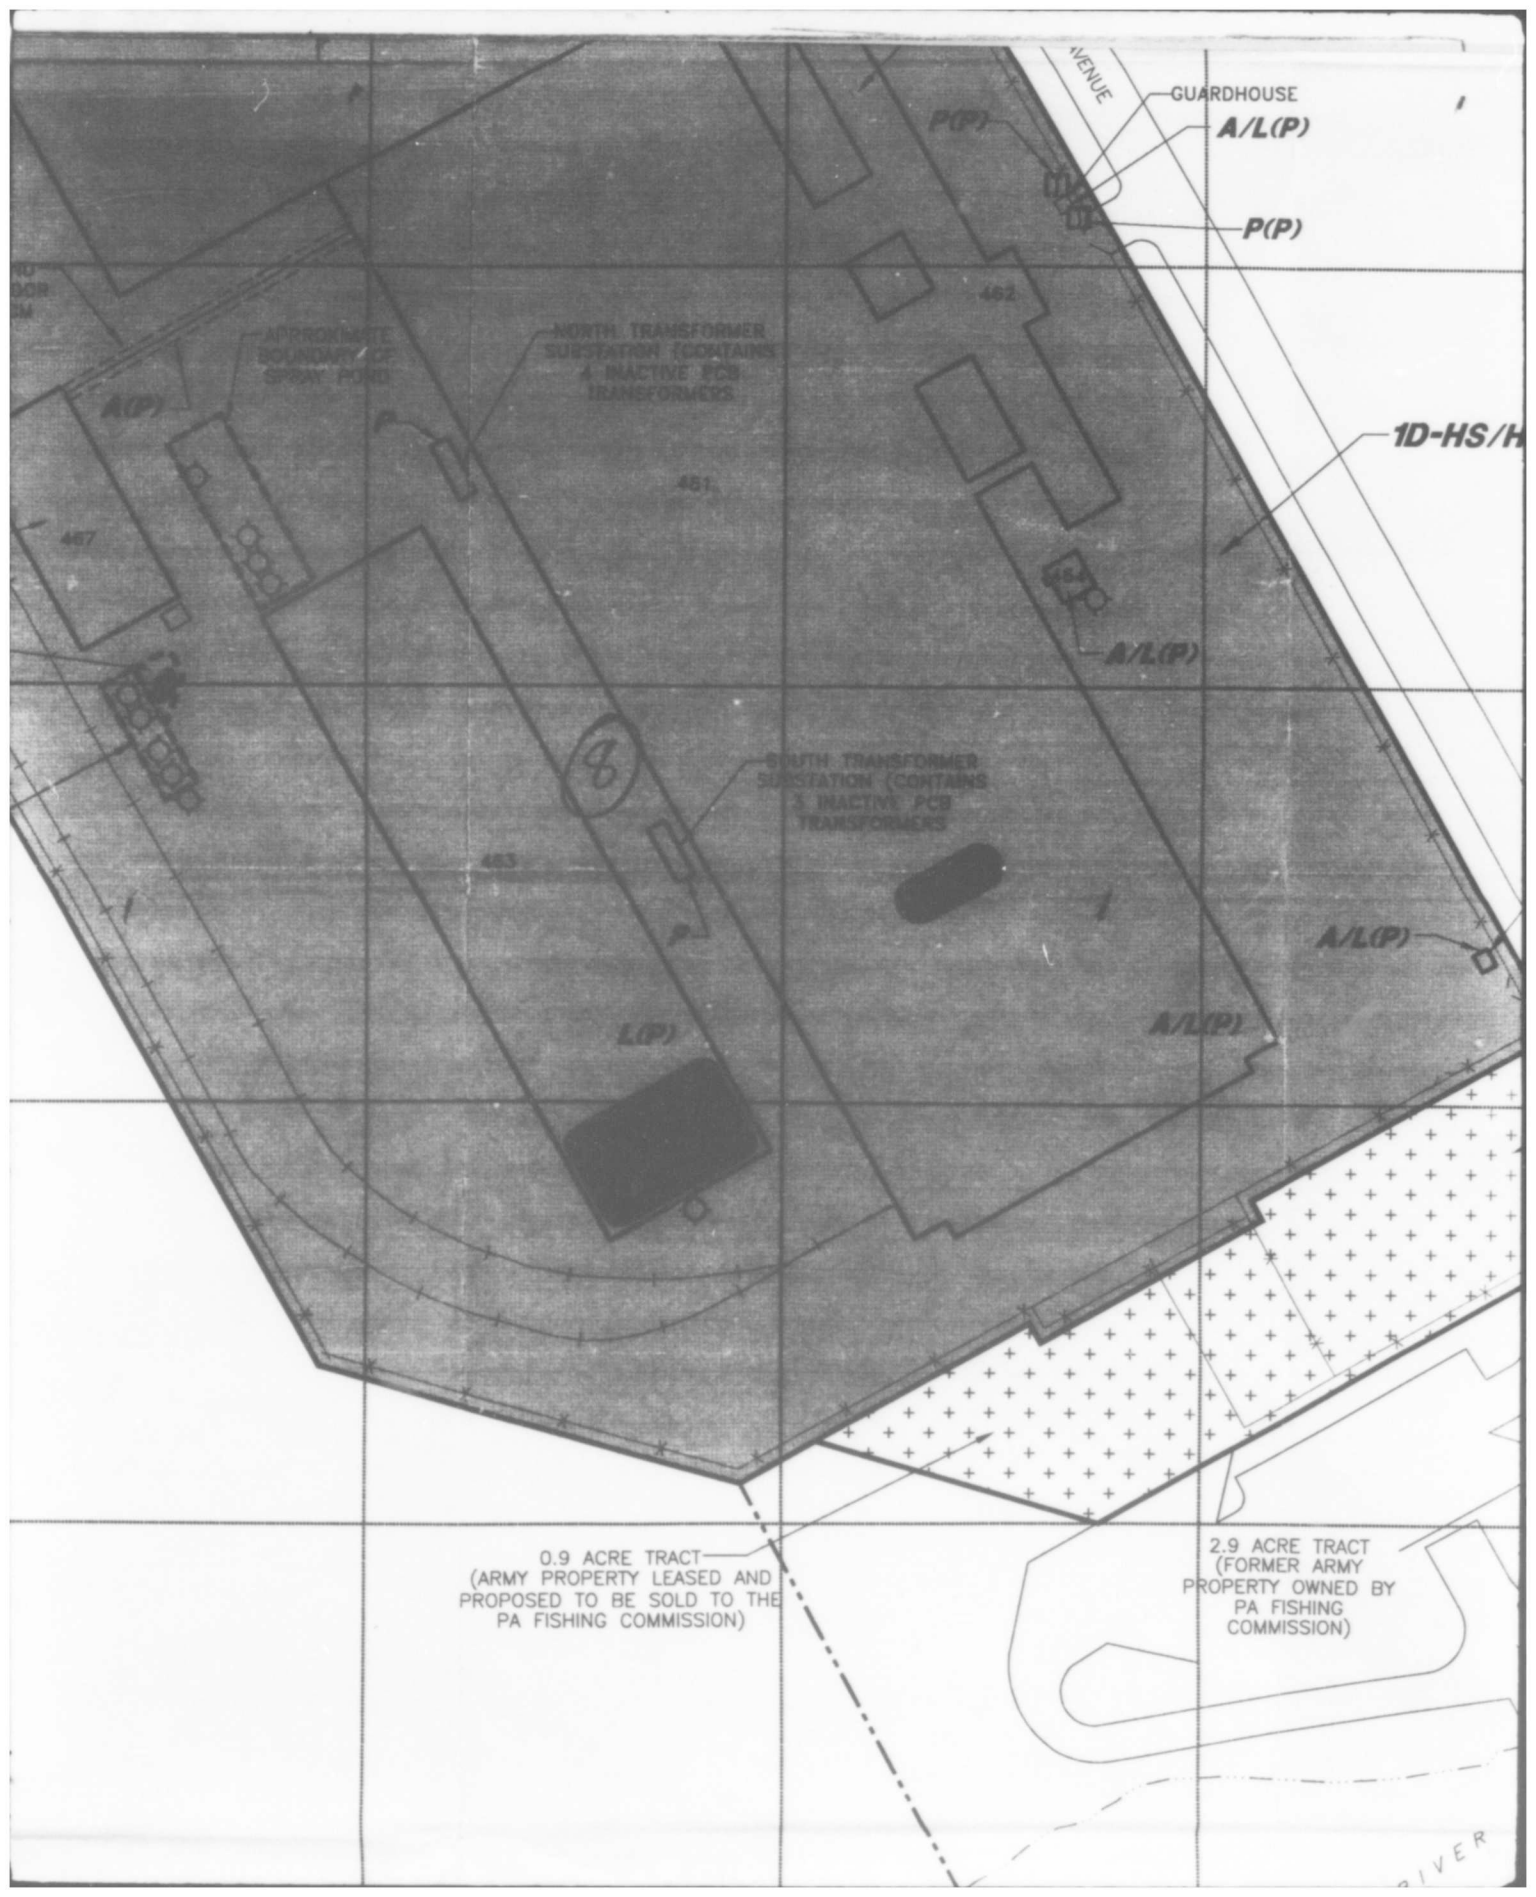 AVENUE
GUARDHOUSE
P(P)
A/L(P)
P(P)
462
APPROXIMATE
BOUNDARY OF
SPRAY POND
NORTH TRANSFORMER
SUBSTATION (CONTAINS
4 INACTIVE PCB
TRANSFORMERS
A(P)
P
1D-HS/H
461
467
464
A/L(P)
8
SOUTH TRANSFORMER
SUBSTATION (CONTAINS
INACTIVE PCB
TRANSFORMERS
463
P
A/L(P)
L(P)
A/L(P)
0.9 ACRE TRACT
(ARMY PROPERTY LEASED AND
PROPOSED TO BE SOLD TO THE
PA FISHING COMMISSION)
2.9 ACRE TRACT
(FORMER ARMY
PROPERTY OWNED BY
PA FISHING
COMMISSION)
RIVER